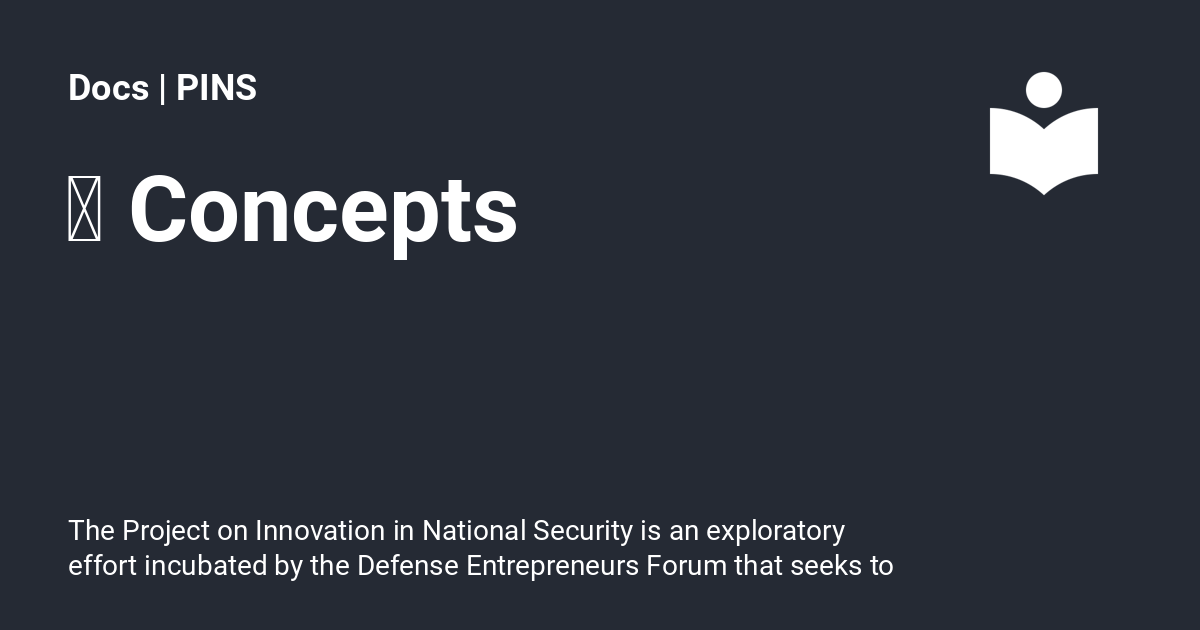 Docs | PINS
Concepts
The Project on Innovation in National Security is an exploratory
effort incubated by the Defense Entrepreneurs Forum that seeks to